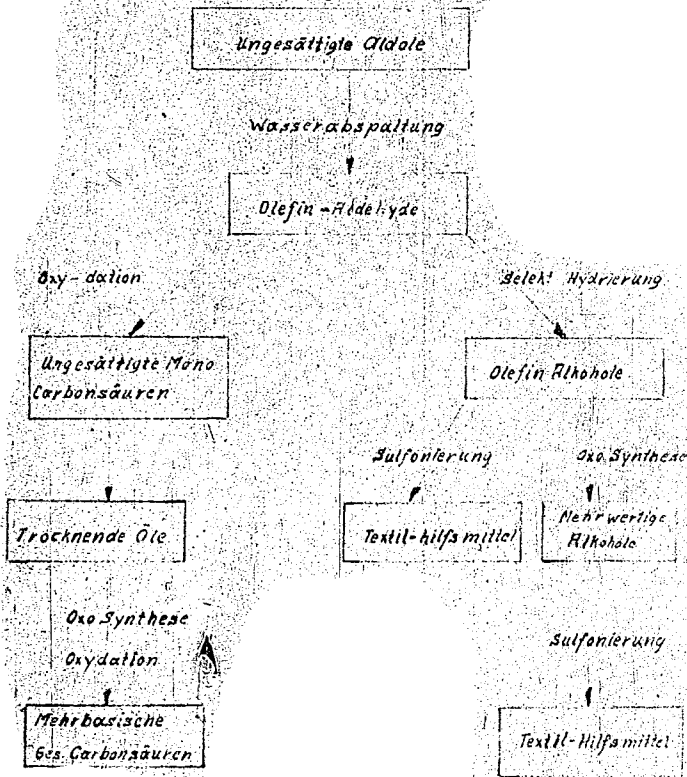 Ungesättigte Aldole
Wasserabspaltung
Olefin-Aldehyde
Oxy-dation
Selekt Hydrierung
Ungesättigte Mono
Carbonsäuren
Olefin Alkohole
Sulfonierung
Oxo Synthese
Trocknende Öle
Textil-hilfsmittel
Mehrwertige
Alkohole
Oxo Synthese
Oxydation
Sulfonierung
Mehrbasische
Ges. Carbonsäuren
Textil-Hilfsmittel